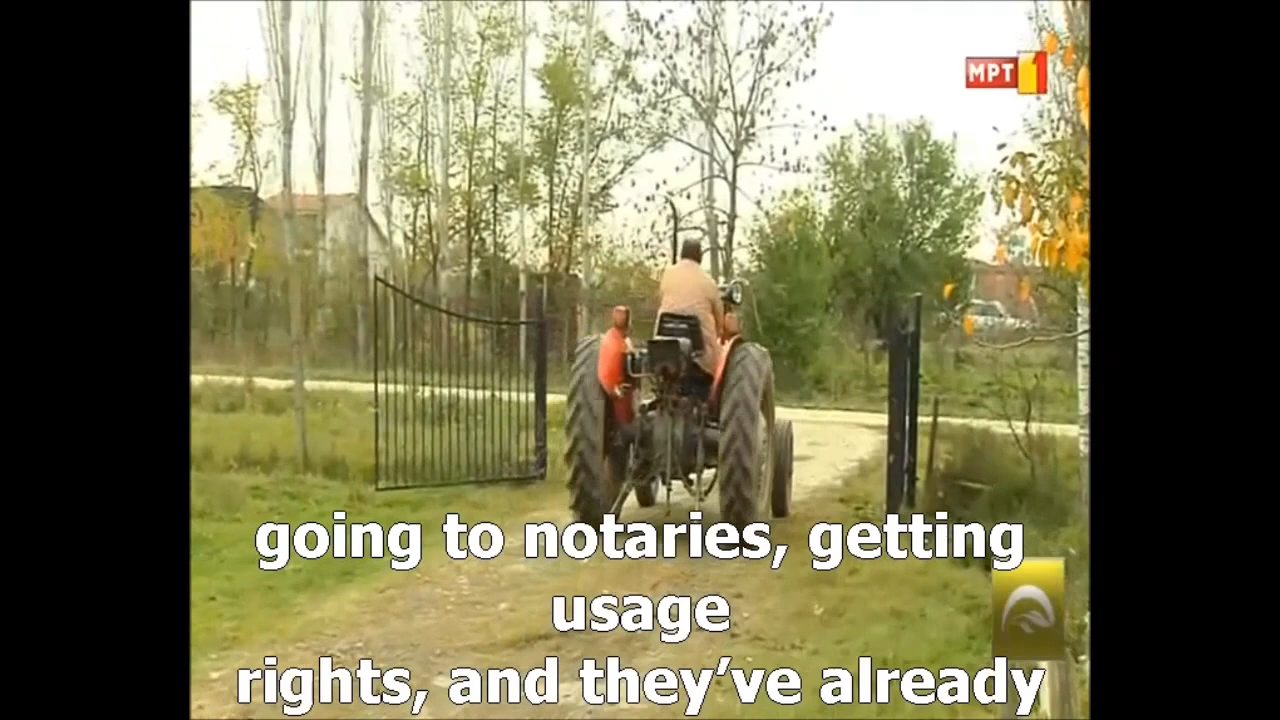 МРТ 1
going to notaries, getting
usage
rights, and they’ve already